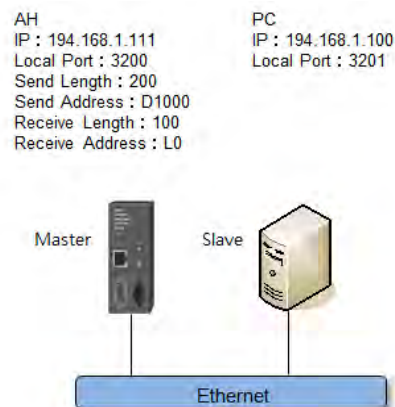 AH
IP：194.168.1.111
Local Port：3200
Send Length：200
Send Address：D1000
Receive Length：100
Receive Address：L0
PC
IP：194.168.1.100
Local Port：3201
Master
Slave
Ethernet